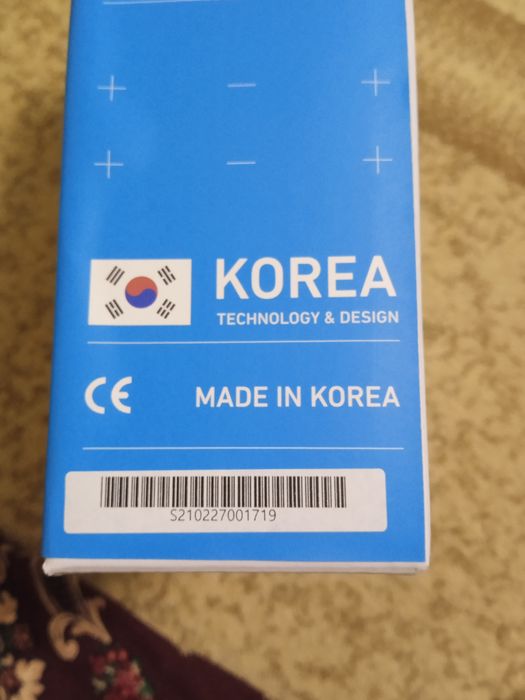 KOREA
TECHNOLOGY & DESIGN
CE
MADE IN KOREA
S210227001719